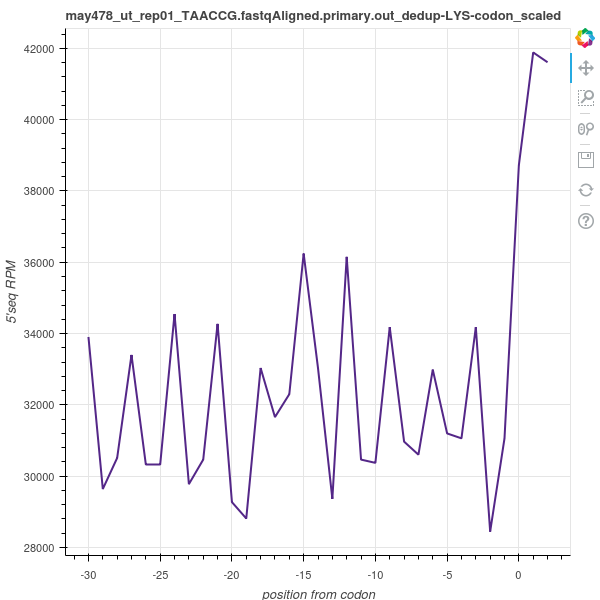 may478_ut_rep01_TAACCG.fastqAligned.primary.out_dedup-LYS-codon_scaled
42000
40000
38000
36000
34000
32000
30000
28000
5'seq RPM
-30 -25 -20 -15 -10 -5 0
position from codon